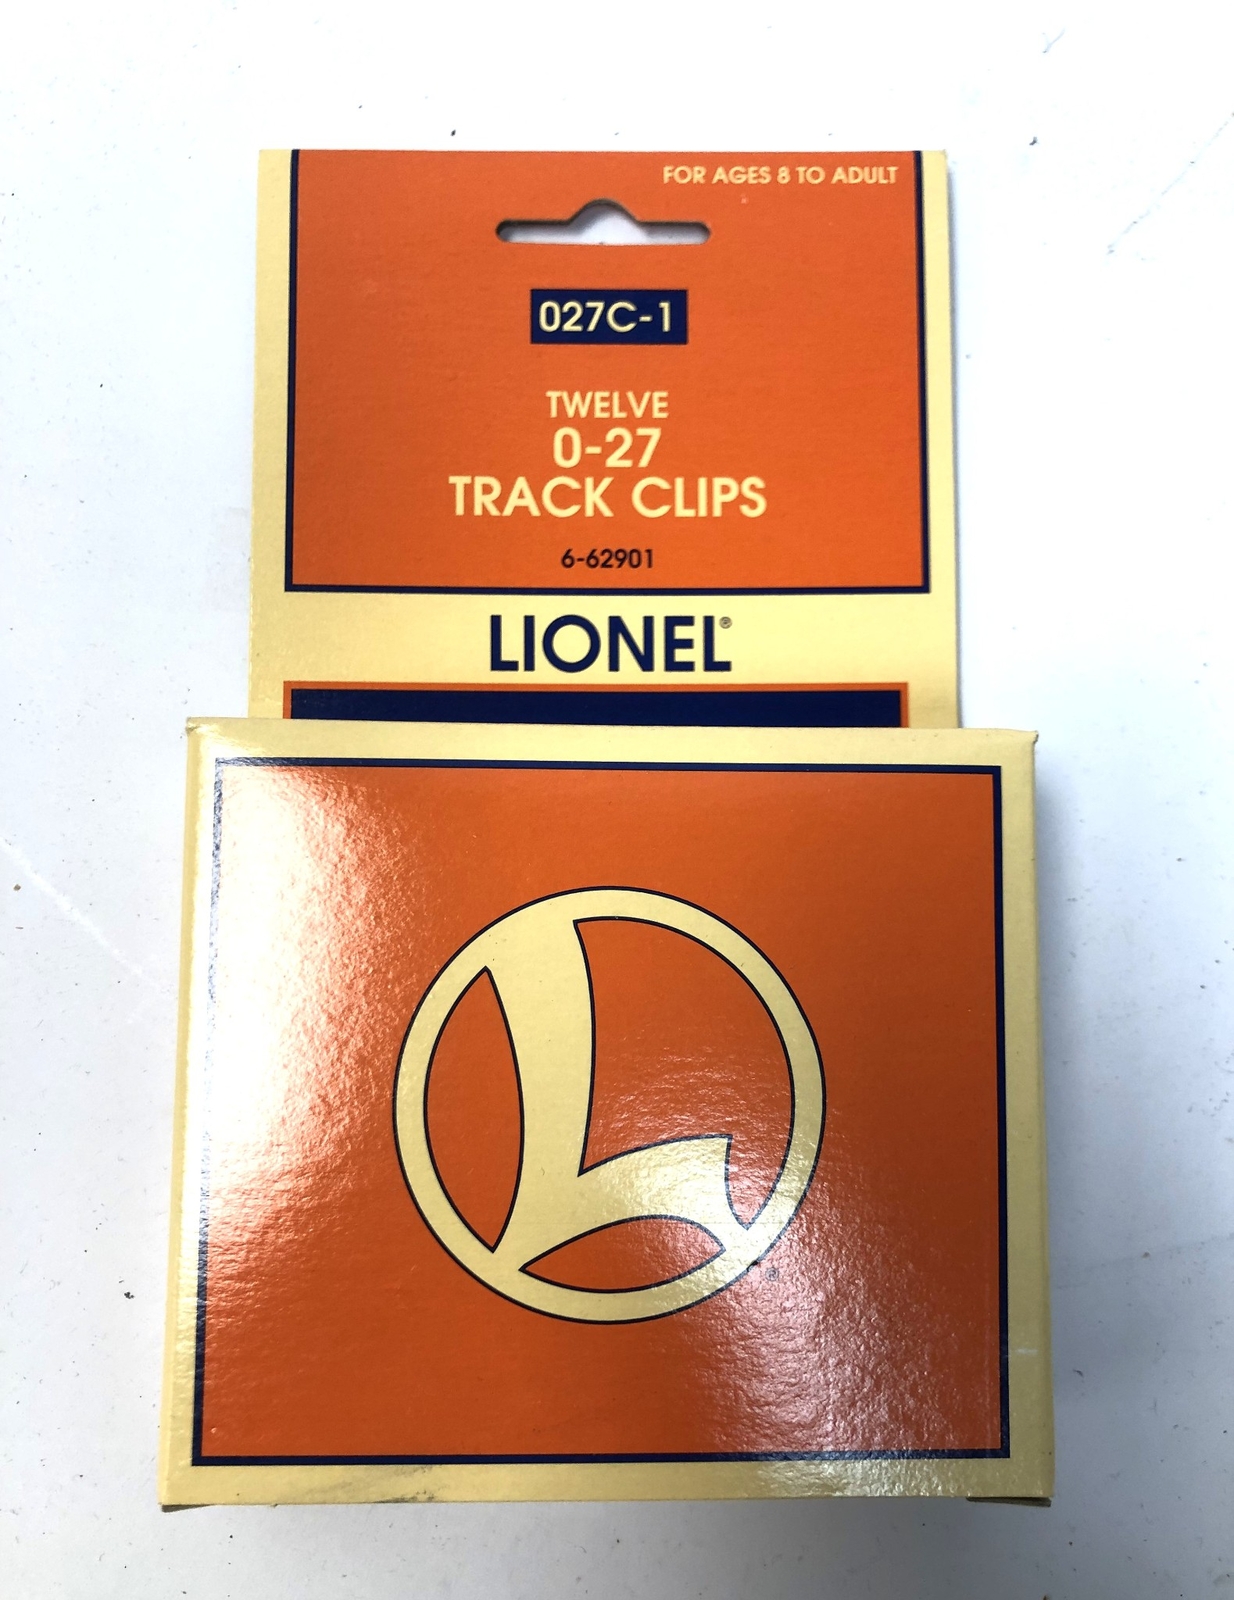 FOR AGES 8 TO ADULT
027C-1
TWELVE
0-27
TRACK CLIPS
6-62901
LIONEL®
L
®